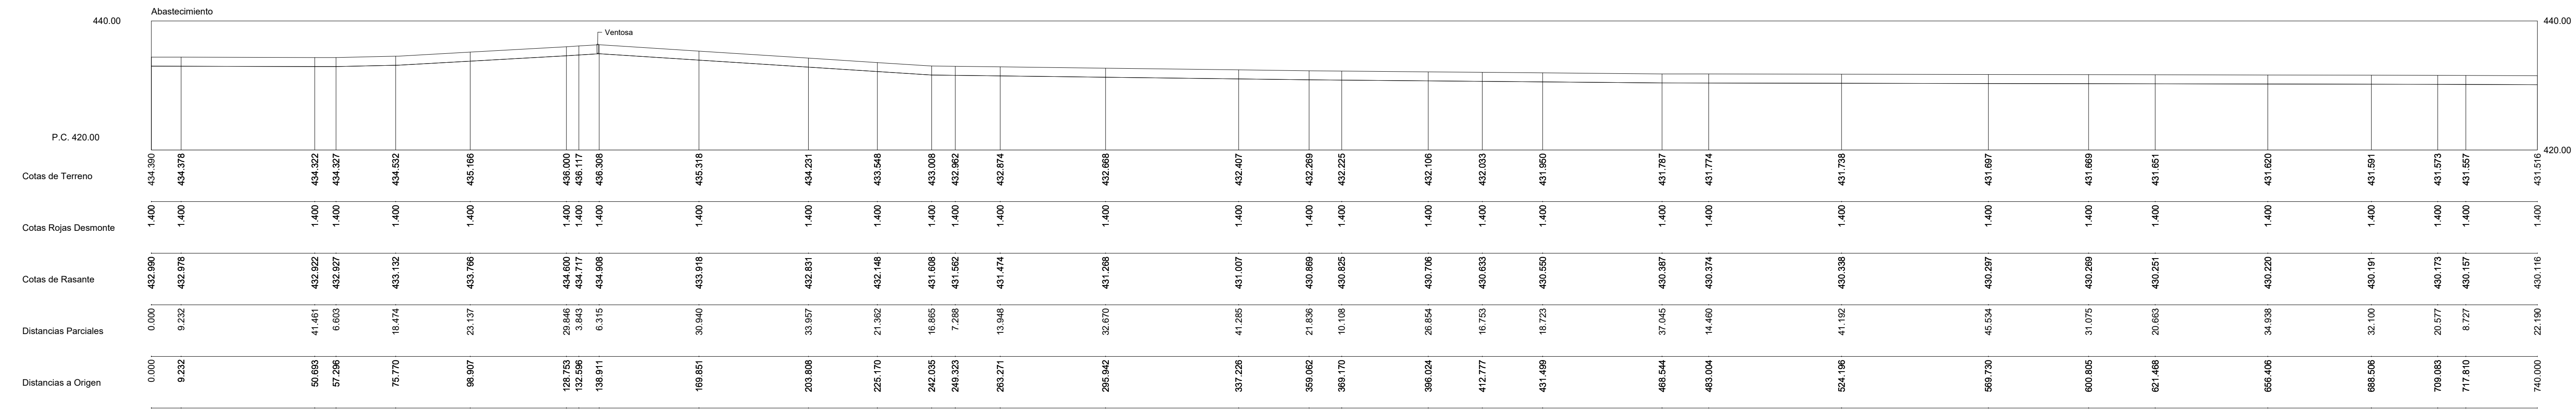 Abastecimiento
440.00
440.00
Ventosa
P.C. 420.00
420.00
Cotas de Terreno
434.390 434.378 434.322 434.327 434.532 435.166 436.000 436.117 436.308 435.318 434.231 433.548 433.008 432.962 432.874 432.668 432.407 432.269 432.225 432.106 432.033 431.950 431.787 431.774 431.738 431.697 431.669 431.651 431.620 431.591 431.573 431.557 431.516
Cotas Rojas Desmonte
1.400 1.400 1.400 1.400 1.400 1.400 1.400 1.400 1.400 1.400 1.400 1.400 1.400 1.400 1.400 1.400 1.400 1.400 1.400 1.400 1.400 1.400 1.400 1.400 1.400 1.400 1.400 1.400 1.400 1.400 1.400 1.400 1.400
Cotas de Rasante
432.990 432.978 432.922 432.927 433.132 433.766 434.600 434.717 434.908 433.918 432.831 432.148 431.608 431.562 431.474 431.268 431.007 430.869 430.825 430.706 430.633 430.550 430.387 430.374 430.338 430.297 430.269 430.251 430.220 430.191 430.173 430.157 430.116
Distancias Parciales
0.000 9.232 41.461 6.603 18.474 23.137 29.846 3.843 6.315 30.940 33.957 21.362 16.865 7.288 13.948 32.670 41.285 21.836 10.108 26.854 16.753 18.723 37.045 14.460 41.192 45.534 31.075 20.663 34.938 32.100 20.577 8.727 22.190
Distancias a Origen
0.000 9.232 50.693 57.296 75.770 98.907 128.753 132.596 138.911 169.851 203.808 225.170 242.035 249.323 263.271 295.942 337.226 359.062 369.170 396.024 412.777 431.499 468.544 483.004 524.196 569.730 600.805 621.468 656.406 688.506 709.083 717.810 740.000